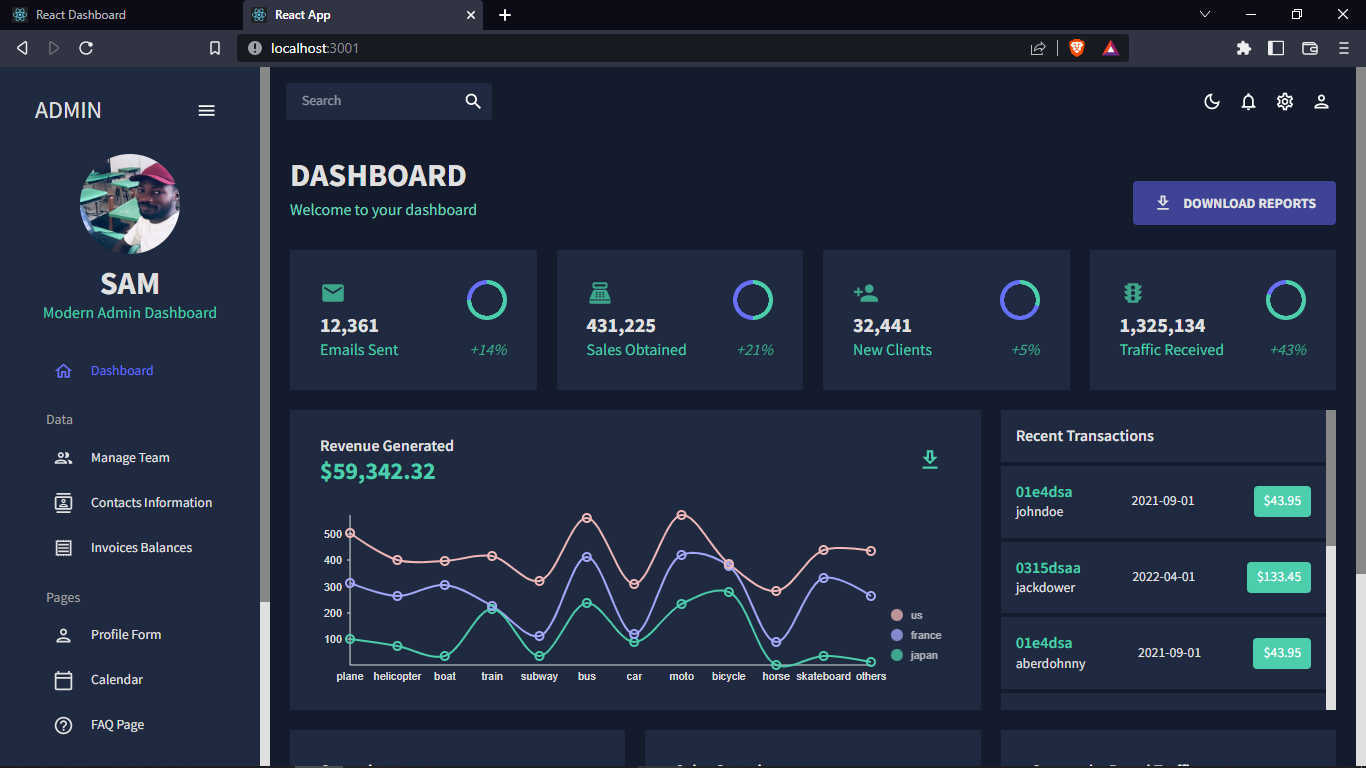 React Dashboard
React App
localhost:3001
ADMIN
SAM
Modern Admin Dashboard
Dashboard
Data
Manage Team
Contacts Information
Invoices Balances
Pages
Profile Form
Calendar
FAQ Page
Search
DASHBOARD
Welcome to your dashboard
DOWNLOAD REPORTS
12,361
Emails Sent +14%
431,225
Sales Obtained +21%
32,441
New Clients +5%
1,325,134
Traffic Received +43%
Revenue Generated
$59,342.32
500
400
300
200
100
plane helicopter boat train subway bus car moto bicycle horse skateboard others
us
france
japan
Recent Transactions
01e4dsa
johndoe
2021-09-01
$43.95
0315dsaa
jackdower
2022-04-01
$133.45
01e4dsa
aberdohnny
2021-09-01
$43.95